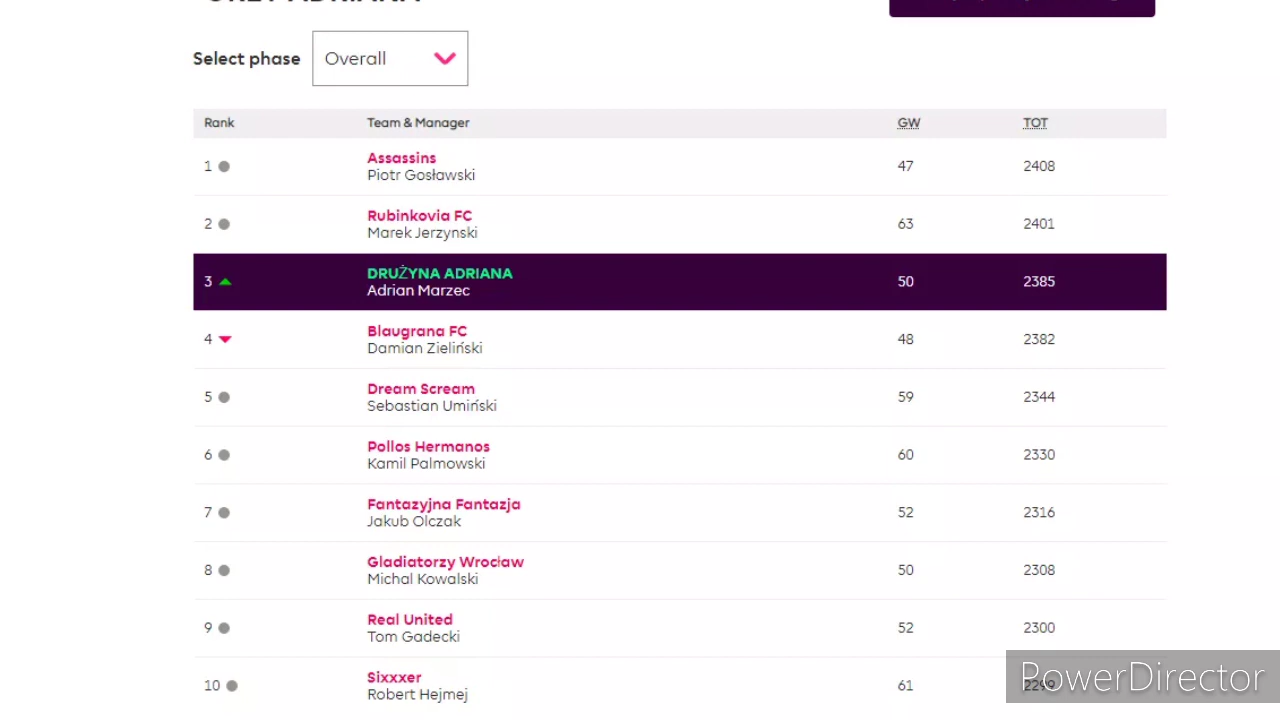 Select phase Overall
Rank Team & Manager GW TOT
1 Assassins 47 2408
Piotr Gosławski
2 Rubinkovia FC 63 2401
Marek Jerzynski
3 DRUŻYNA ADRIANA 50 2385
Adrian Marzec
4 Blaugrana FC 48 2382
Damian Zieliński
5 Dream Scream 59 2344
Sebastian Umiński
6 Pollos Hermanos 60 2330
Kamil Palmowski
7 Fantazyjna Fantazja 52 2316
Jakub Olczak
8 Gladiatorzy Wrocław 50 2308
Michal Kowalski
9 Real United 52 2300
Tom Gadecki
10 Sixxxer 61
Robert Hejmej
PowerDirector